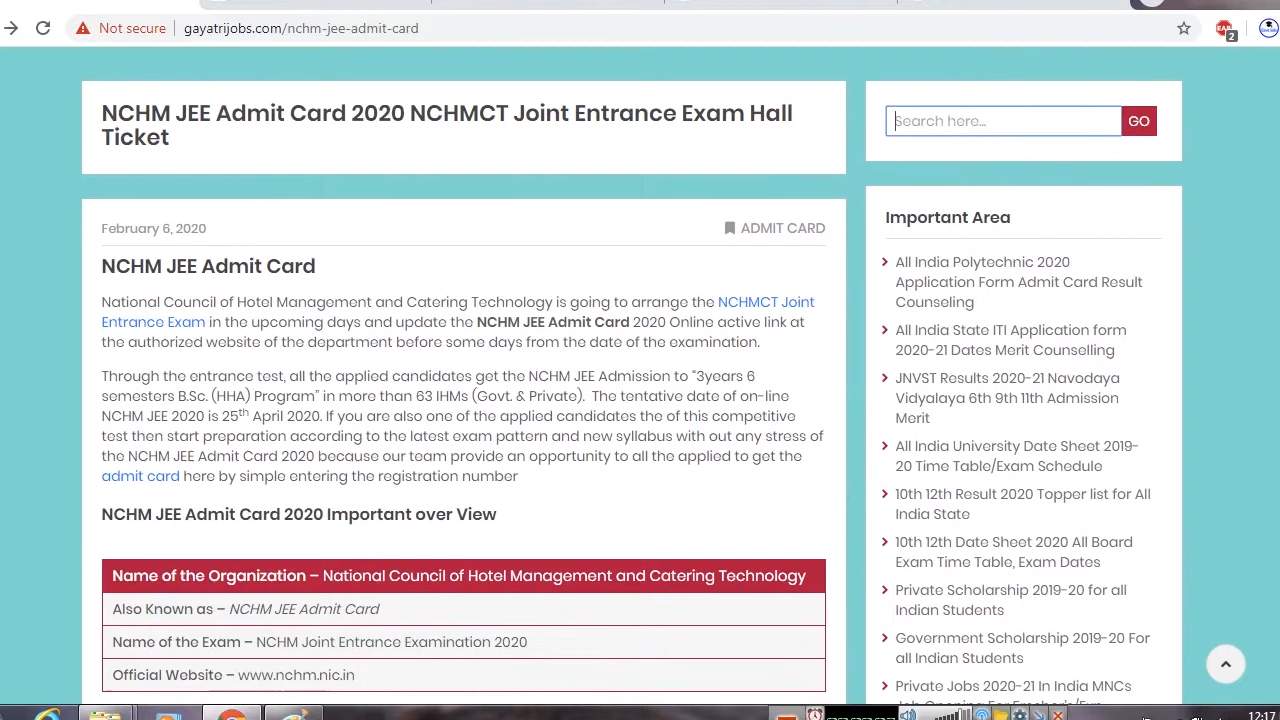 Not secure gayatrijobs.com/nchm-jee-admit-card
2
NCHM JEE Admit Card 2020 NCHMCT Joint Entrance Exam Hall
Ticket
February 6, 2020
ADMIT CARD
NCHM JEE Admit Card
National Council of Hotel Management and Catering Technology is going to arrange the NCHMCT Joint
Entrance Exam in the upcoming days and update the NCHM JEE Admit Card 2020 Online active link at
the authorized website of the department before some days from the date of the examination.
Through the entrance test, all the applied candidates get the NCHM JEE Admission to “3years 6
semesters B.Sc. (HHA) Program” in more than 63 IHMs (Govt. & Private). The tentative date of on-line
NCHM JEE 2020 is 25th April 2020. If you are also one of the applied candidates the of this competitive
test then start preparation according to the latest exam pattern and new syllabus with out any stress of
the NCHM JEE Admit Card 2020 because our team provide an opportunity to all the applied to get the
admit card here by simple entering the registration number
NCHM JEE Admit Card 2020 Important over View
Name of the Organization – National Council of Hotel Management and Catering Technology
Also Known as – NCHM JEE Admit Card
Name of the Exam – NCHM Joint Entrance Examination 2020
Official Website – www.nchm.nic.in
Search here...
GO
Important Area
All India Polytechnic 2020
Application Form Admit Card Result
Counseling
All India State ITI Application form
2020-21 Dates Merit Counselling
JNVST Results 2020-21 Navodaya
Vidyalaya 6th 9th 11th Admission
Merit
All India University Date Sheet 2019-
20 Time Table/Exam Schedule
10th 12th Result 2020 Topper list for All
India State
10th 12th Date Sheet 2020 All Board
Exam Time Table, Exam Dates
Private Scholarship 2019-20 for all
Indian Students
Government Scholarship 2019-20 For
all Indian Students
Private Jobs 2020-21 In India MNCs
12:17